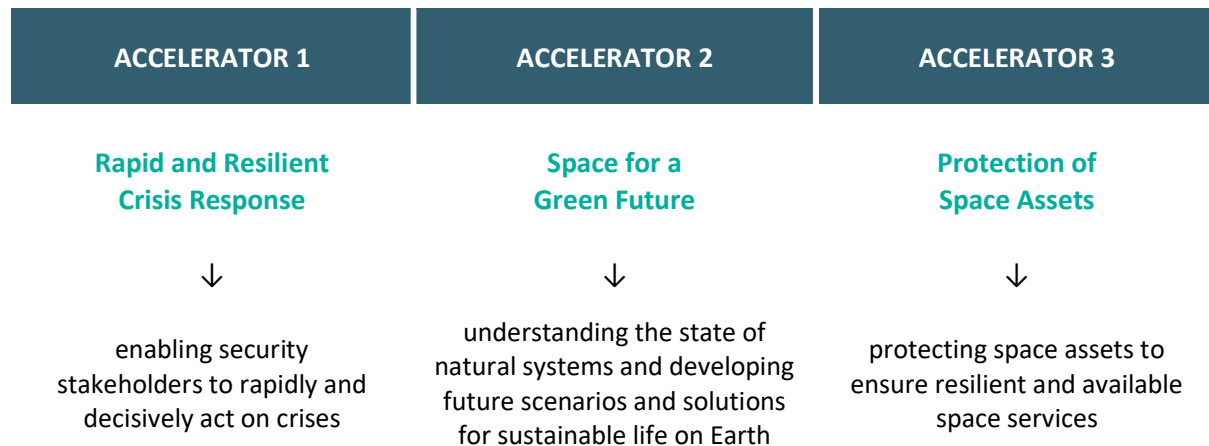 ACCELERATOR 1
Rapid and Resilient
Crisis Response
↓
enabling security
stakeholders to rapidly and
decisively act on crises
ACCELERATOR 2
Space for a
Green Future
↓
understanding the state of
natural systems and developing
future scenarios and solutions
for sustainable life on Earth
ACCELERATOR 3
Protection of
Space Assets
↓
protecting space assets to
ensure resilient and available
space services